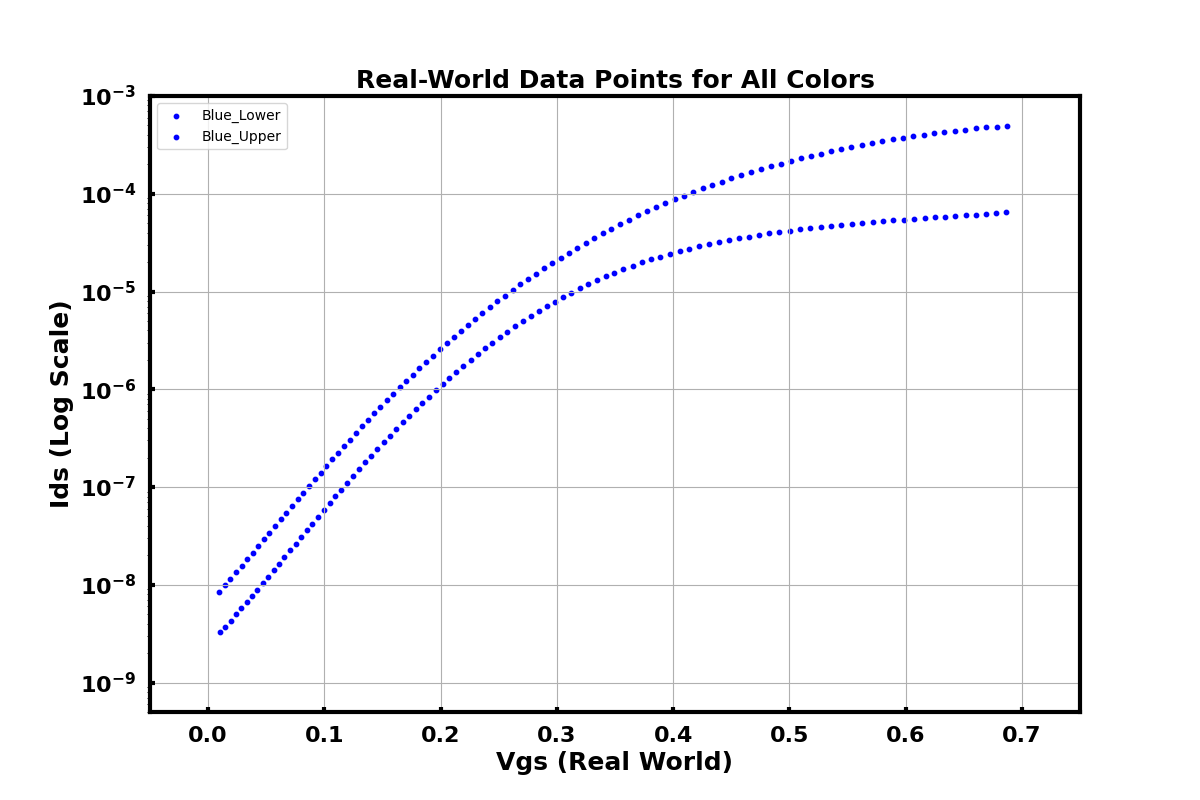 Real-World Data Points for All Colors
Blue_Lower
Blue_Upper
Ids (Log Scale)
10⁻³
10⁻⁴
10⁻⁵
10⁻⁶
10⁻⁷
10⁻⁸
10⁻⁹
0.0 0.1 0.2 0.3 0.4 0.5 0.6 0.7
Vgs (Real World)